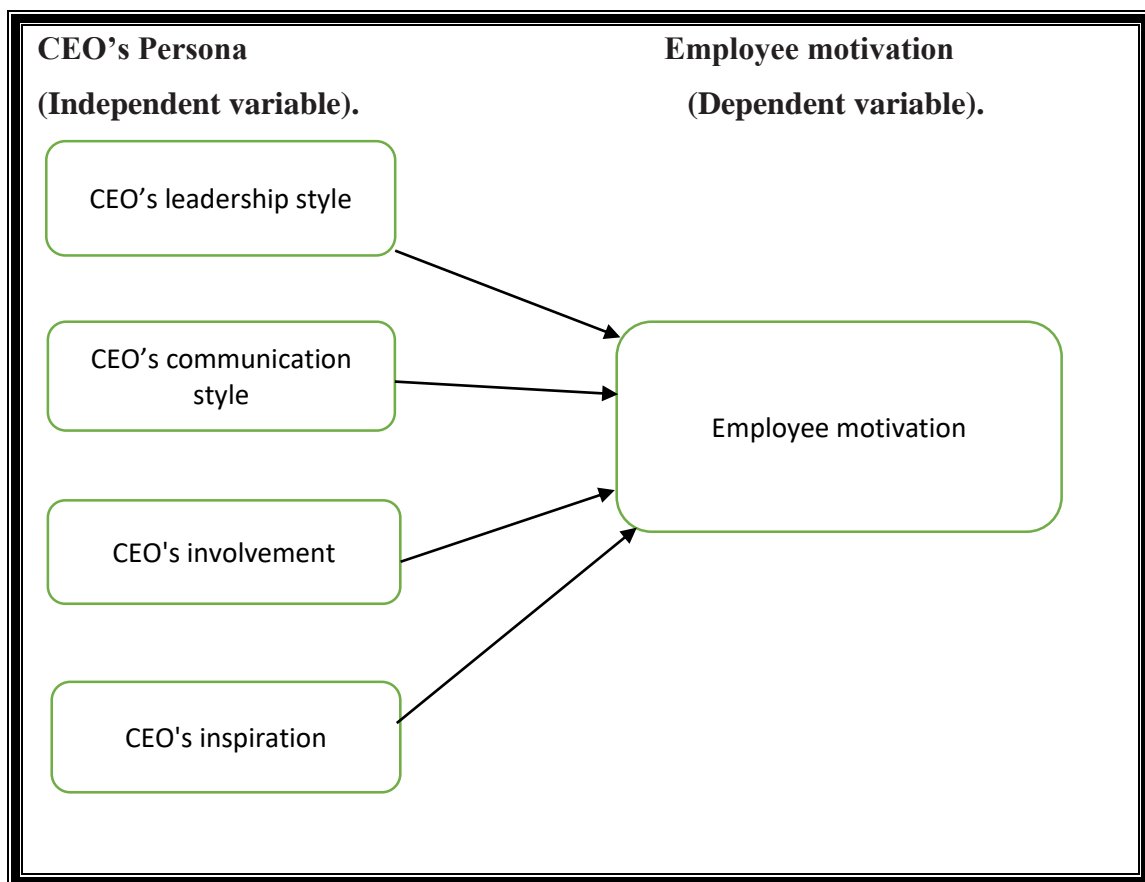 CEO’s Persona
Employee motivation
(Independent variable).
(Dependent variable).
CEO’s leadership style
CEO’s communication
style
CEO's involvement
CEO's inspiration
Employee motivation